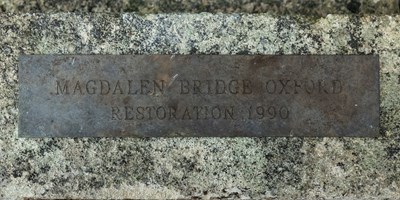 MAGDALEN BRIDGE OXFORD
RESTORATION 1990